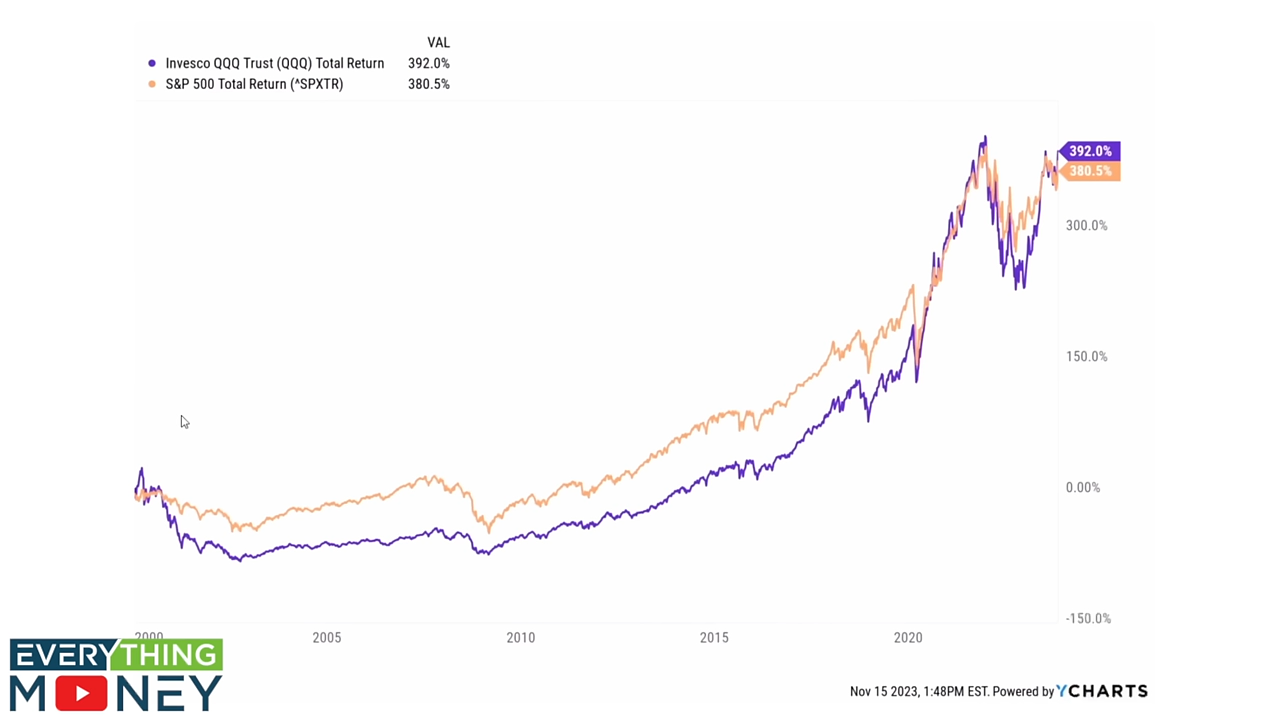 VAL
Invesco QQQ Trust (QQQ) Total Return 392.0%
S&P 500 Total Return (^SPXTR) 380.5%
392.0%
380.5%
300.0%
150.0%
0.00%
-150.0%
2000 2005 2010 2015 2020
EVERYTHING
MONEY
Nov 15 2023, 1:48PM EST. Powered by YCHARTS